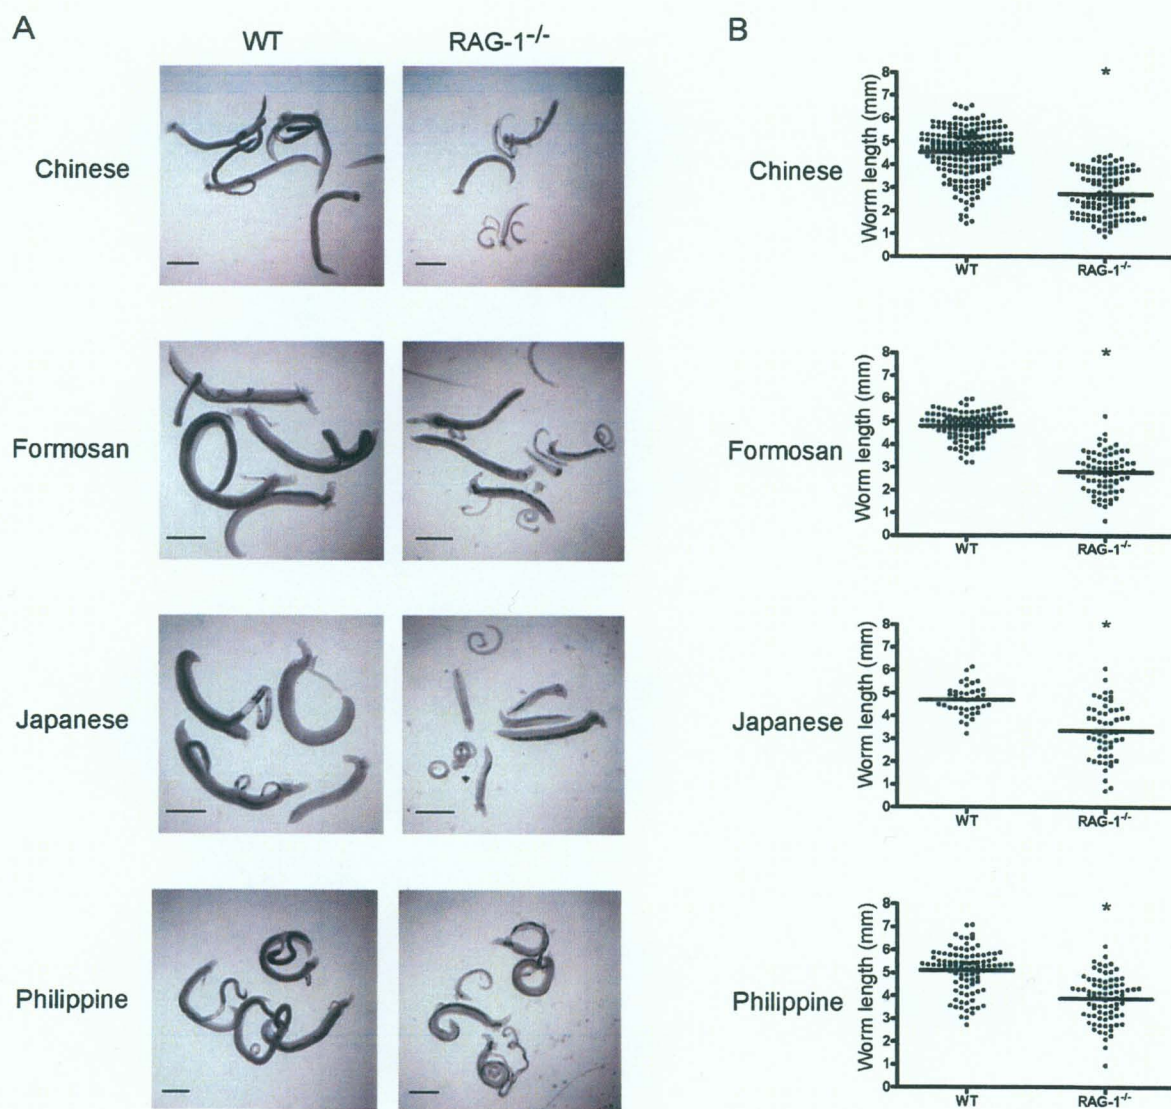 A
B
WT RAG-1-/-
Chinese
Formosan
Japanese
Philippine
Chinese
Worm length (mm)
8
7
6
5
4
3
2
1
0
*
WT RAG-1-/-
Formosan
Worm length (mm)
8
7
6
5
4
3
2
1
0
*
WT RAG-1-/-
Japanese
Worm length (mm)
8
7
6
5
4
3
2
1
0
*
WT RAG-1-/-
Philippine
Worm length (mm)
8
7
6
5
4
3
2
1
0
*
WT RAG-1-/-